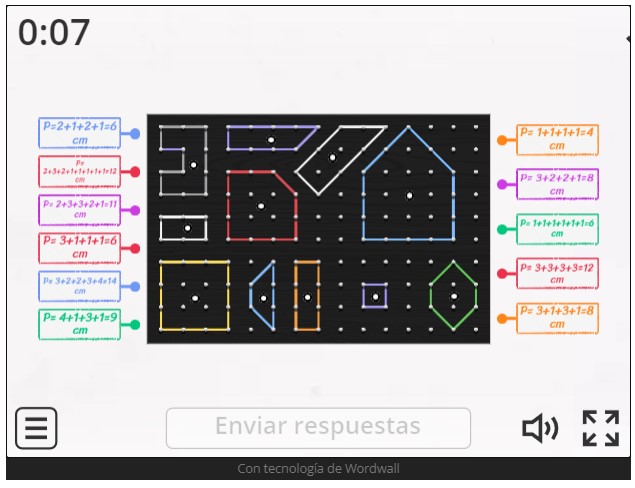 0:07
P=2+1+2+1=6
cm
P=
2+3+2+1+1+1+1+1=12
cm
P= 2+3+3+2+1=11
cm
P= 3+1+1+1=6
cm
P= 3+2+2+3+4=14
cm
P= 4+1+3+1=9
cm
P= 1+1+1+1=4
cm
P= 3+2+2+1=8
cm
P=1+1+1+1+1+1=6
cm
P= 3+3+3+3=12
cm
P= 3+1+3+1=8
cm
Enviar respuestas
Con tecnología de Wordwall